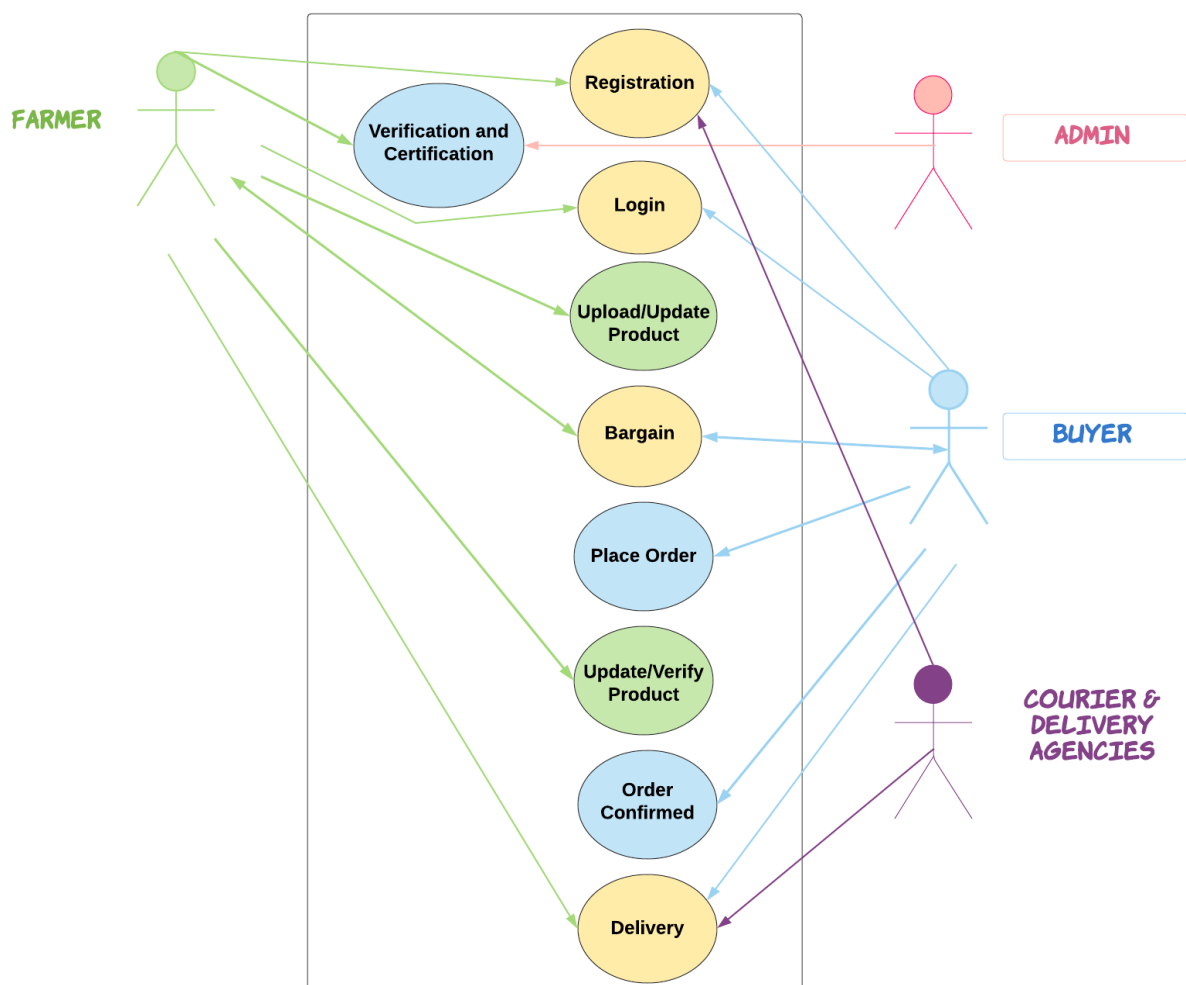 Registration
FARMER
Verification and
Certification
ADMIN
Login
Upload/Update
Product
Bargain
BUYER
Place Order
Update/Verify
Product
COURIER &
DELIVERY
AGENCIES
Order
Confirmed
Delivery